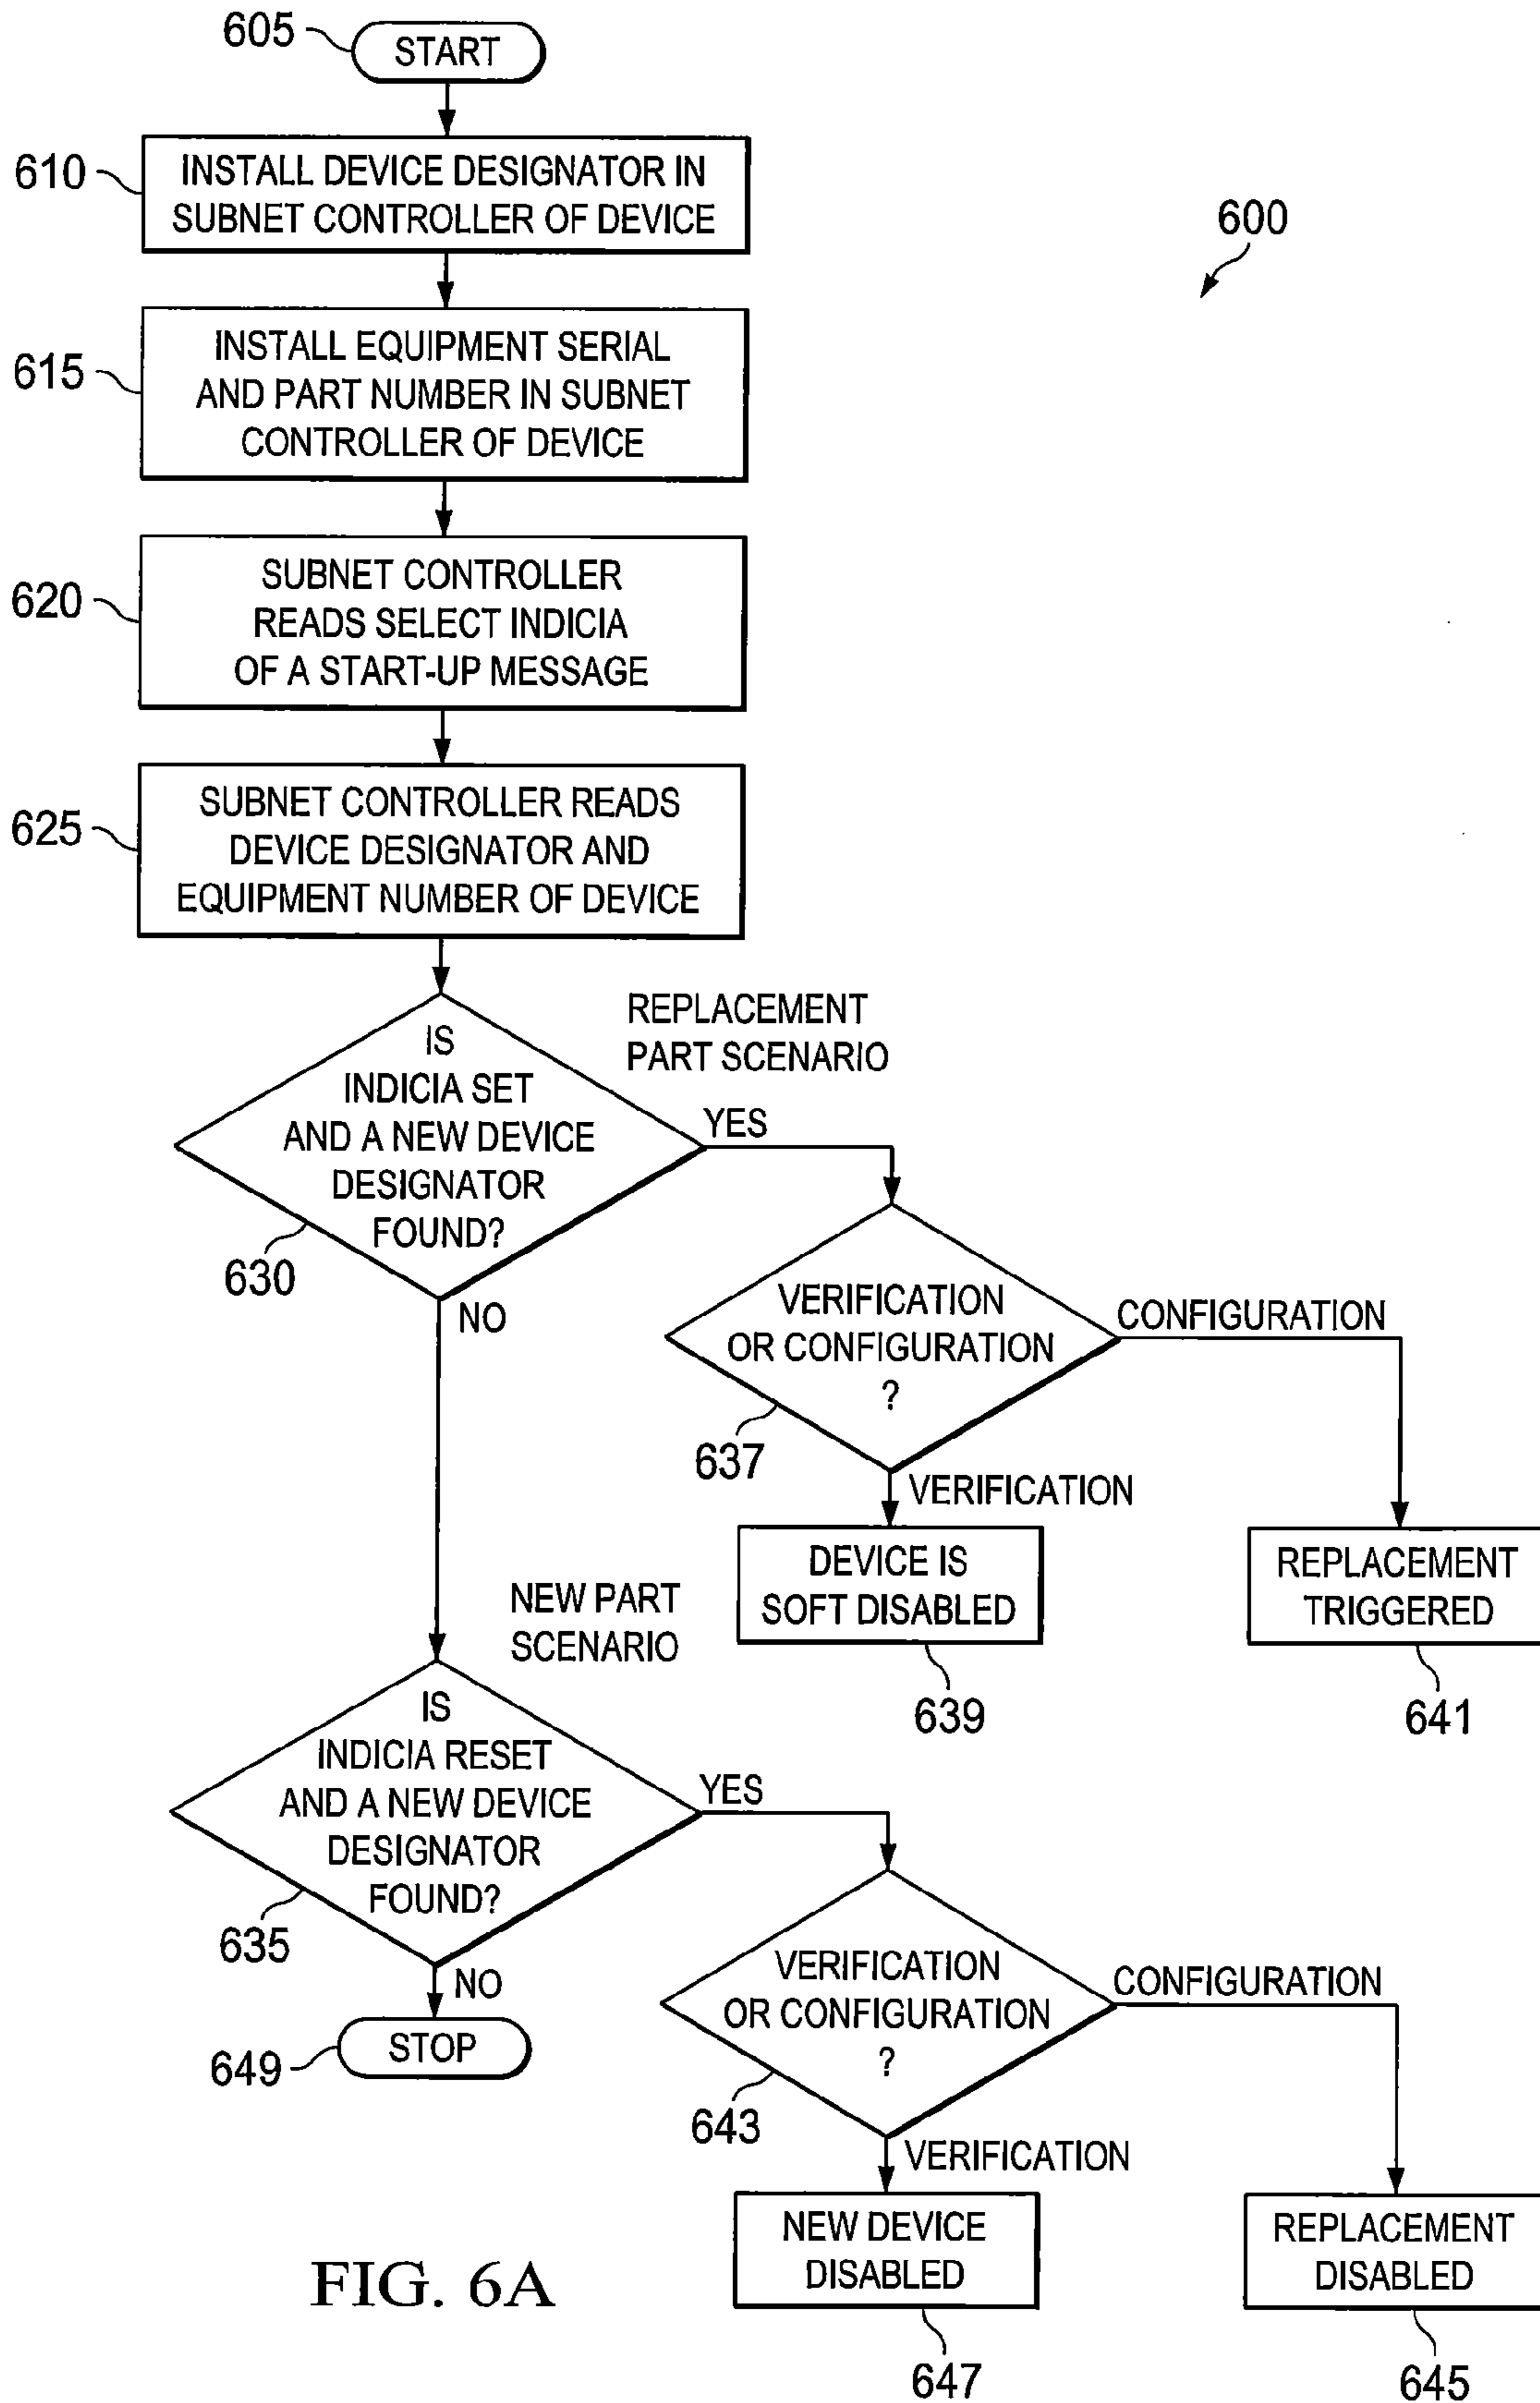 605
START
610
INSTALL DEVICE DESIGNATOR IN
SUBNET CONTROLLER OF DEVICE
600
615
INSTALL EQUIPMENT SERIAL
AND PART NUMBER IN SUBNET
CONTROLLER OF DEVICE
620
SUBNET CONTROLLER
READS SELECT INDICIA
OF A START-UP MESSAGE
625
SUBNET CONTROLLER READS
DEVICE DESIGNATOR AND
EQUIPMENT NUMBER OF DEVICE
REPLACEMENT
PART SCENARIO
IS
INDICIA SET
AND A NEW DEVICE
DESIGNATOR
FOUND?
630
YES
NO
VERIFICATION
OR CONFIGURATION
?
637
CONFIGURATION
VERIFICATION
DEVICE IS
SOFT DISABLED
639
REPLACEMENT
TRIGGERED
641
NEW PART
SCENARIO
IS
INDICIA RESET
AND A NEW DEVICE
DESIGNATOR
FOUND?
635
YES
NO
STOP
649
VERIFICATION
OR CONFIGURATION
?
643
CONFIGURATION
VERIFICATION
NEW DEVICE
DISABLED
647
REPLACEMENT
DISABLED
645
FIG. 6A